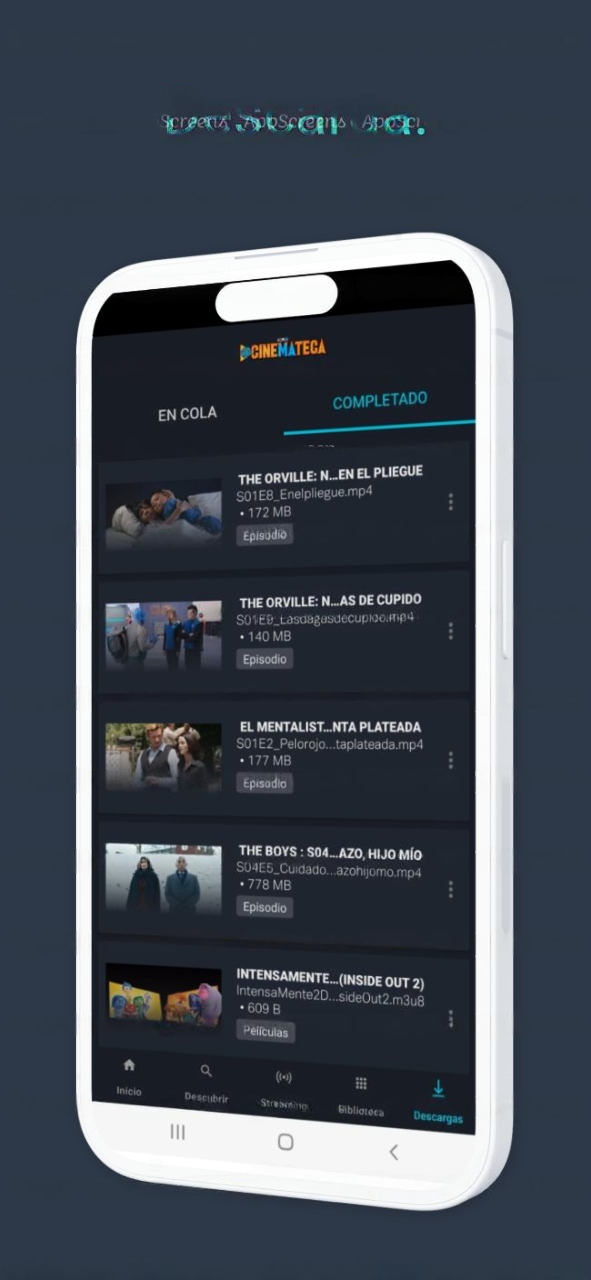 CINEMATECA
EN COLA
COMPLETADO
THE ORVILLE: N...EN EL PLIEGUE
S01E8_Enelpliegue.mp4
• 172 MB
Episodio
THE ORVILLE: N...AS DE CUPIDO
S01E9_Lasdagasdecupido.mp4
• 140 MB
Episodio
EL MENTALIST...NTA PLATEADA
S01E2_Pelorojo...taplateada.mp4
• 177 MB
Episodio
THE BOYS : S04...AZO, HIJO MÍO
S04E5_Cuidado...azohijomo.mp4
• 778 MB
Episodio
INTENSAMENTE...(INSIDE OUT 2)
IntensaMente2D...sideOut2.m3u8
• 609 B
Películas
Inicio
Descubrir
Streaming
Biblioteca
Descargas